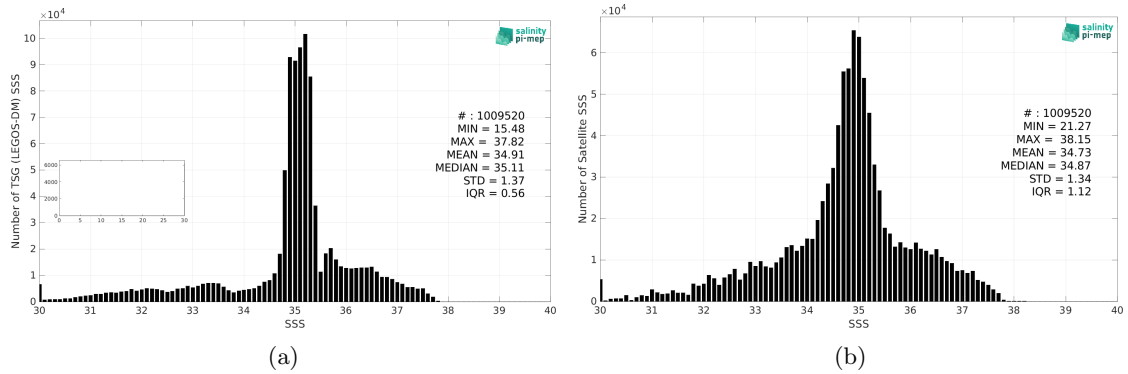 ×10⁴
10
9
8
7
6
5
4
3
2
1
0
Number of TSG (LEGOS-DM) SSS
salinity
pi-mep
# : 1009520
MIN = 15.48
MAX = 37.82
MEAN = 34.91
MEDIAN = 35.11
STD = 1.37
IQR = 0.56
6000
4000
2000
0
0 5 10 15 20 25 30
30 31 32 33 34 35 36 37 38 39 40
SSS
(a)
×10⁴
6
5
4
3
2
1
0
Number of Satellite SSS
salinity
pi-mep
# : 1009520
MIN = 21.27
MAX = 38.15
MEAN = 34.73
MEDIAN = 34.87
STD = 1.34
IQR = 1.12
30 31 32 33 34 35 36 37 38 39 40
SSS
(b)